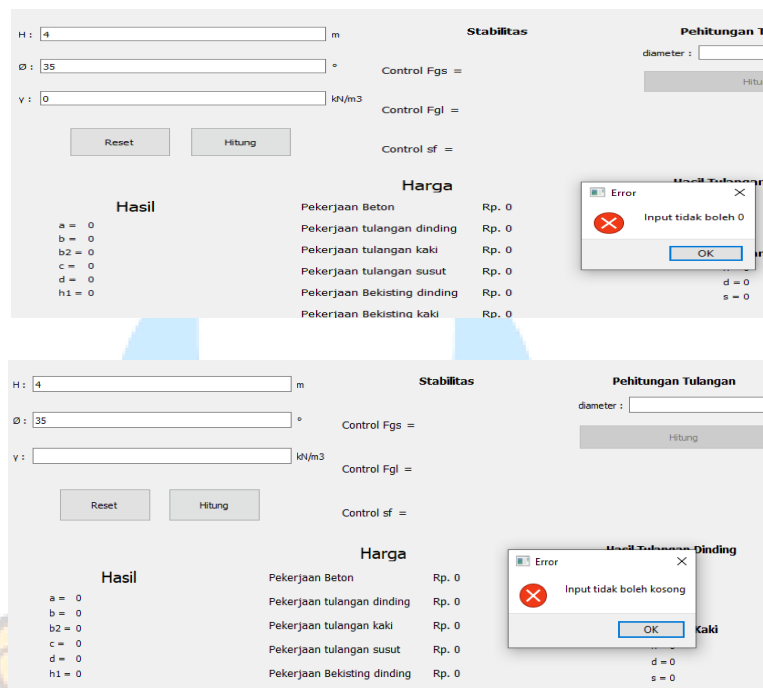 H : 4 m Stabilitas Pehitungan T
diameter :
Ø : 35 ° Control Fgs = Hitu
γ : 0 kN/m3 Control Fgl =
Reset Hitung Control sf =
Harga
Hasil
Pekerjaan Beton Rp. 0
a = 0 Pekerjaan tulangan dinding Rp. 0
b = 0
b2 = 0 Pekerjaan tulangan kaki Rp. 0
c = 0 Pekerjaan tulangan susut Rp. 0
d = 0
h1 = 0 Pekerjaan Bekisting dinding Rp. 0
Pekerjaan Bekisting kaki Rp. 0
Hasil Tulangan
Error
Input tidak boleh 0
OK
d = 0
s = 0
H : 4 m Stabilitas Pehitungan Tulangan
diameter :
Ø : 35 ° Control Fgs = Hitung
γ : kN/m3 Control Fgl =
Reset Hitung Control sf =
Harga
Hasil
Pekerjaan Beton Rp. 0
a = 0 Pekerjaan tulangan dinding Rp. 0
b = 0
b2 = 0 Pekerjaan tulangan kaki Rp. 0
c = 0 Pekerjaan tulangan susut Rp. 0
d = 0
h1 = 0 Pekerjaan Bekisting dinding Rp. 0
Hasil Tulangan Dinding
Error
Input tidak boleh kosong
OK
Kaki
d = 0
s = 0